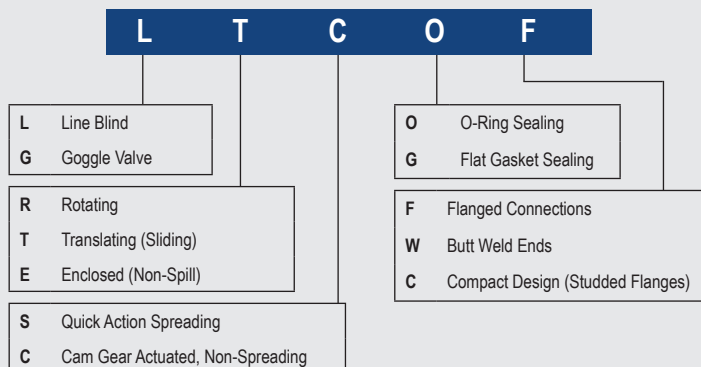 L T C O F
L Line Blind
G Goggle Valve
R Rotating
T Translating (Sliding)
E Enclosed (Non-Spill)
S Quick Action Spreading
C Cam Gear Actuated, Non-Spreading
O O-Ring Sealing
G Flat Gasket Sealing
F Flanged Connections
W Butt Weld Ends
C Compact Design (Studded Flanges)